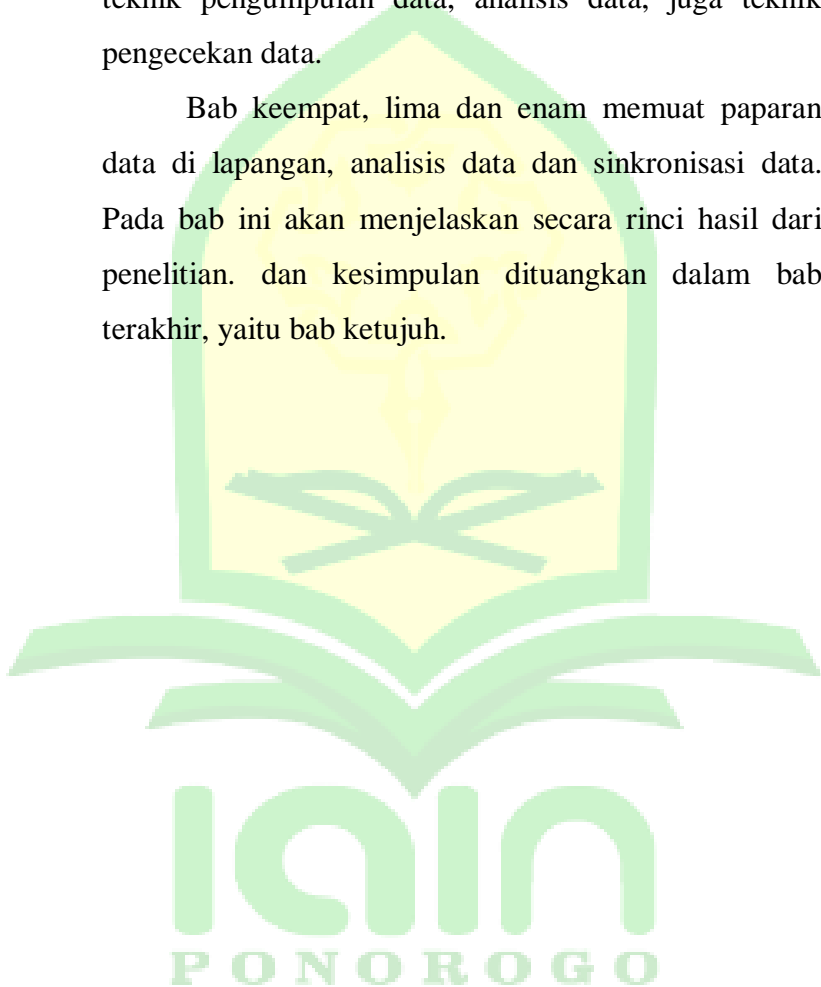 teknik pengumpulan data, analisis data, juga teknik
pengecekan data.
Bab keempat, lima dan enam memuat paparan
data di lapangan, analisis data dan sinkronisasi data.
Pada bab ini akan menjelaskan secara rinci hasil dari
penelitian. dan kesimpulan dituangkan dalam bab
terakhir, yaitu bab ketujuh.
IAIN
PONOROGO